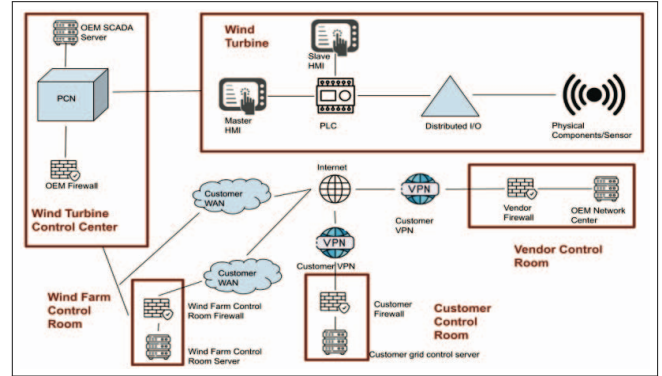 OEM SCADA
Server
PCN
OEM Firewall
Wind Turbine
Control Center
Wind
Turbine
Slave
HMI
Master
HMI
PLC
Distributed I/O
Physical
Components/Sensor
Internet
Customer
WAN
Customer
WAN
VPN
Customer
VPN
VPN
Customer VPN
Vendor
Firewall
OEM Network
Center
Vendor Control
Room
Wind Farm
Control
Room
Wind Farm Control
Room Firewall
Wind Farm Control
Room Server
Customer
Firewall
Customer grid control server
Customer
Control
Room